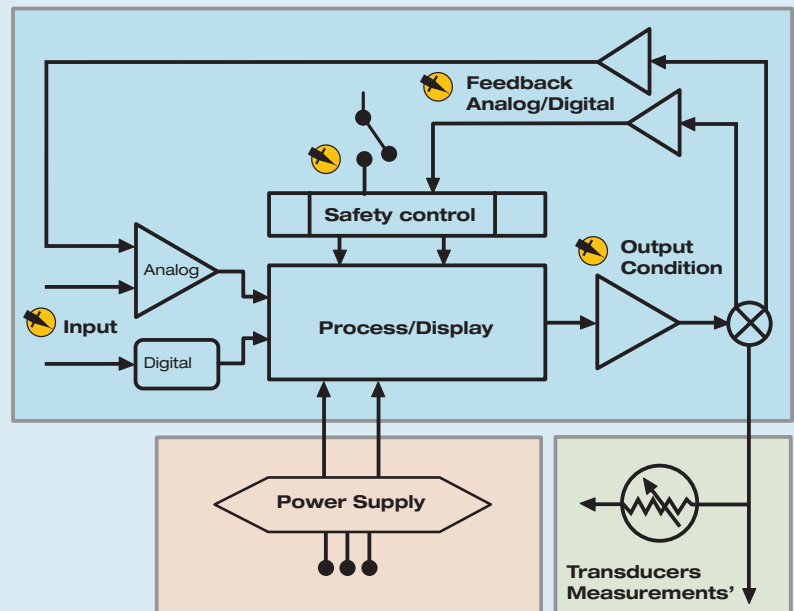 Feedback
Analog/Digital
Safety control
Output
Condition
Analog
Input
Process/Display
Digital
Power Supply
Transducers
Measurements’